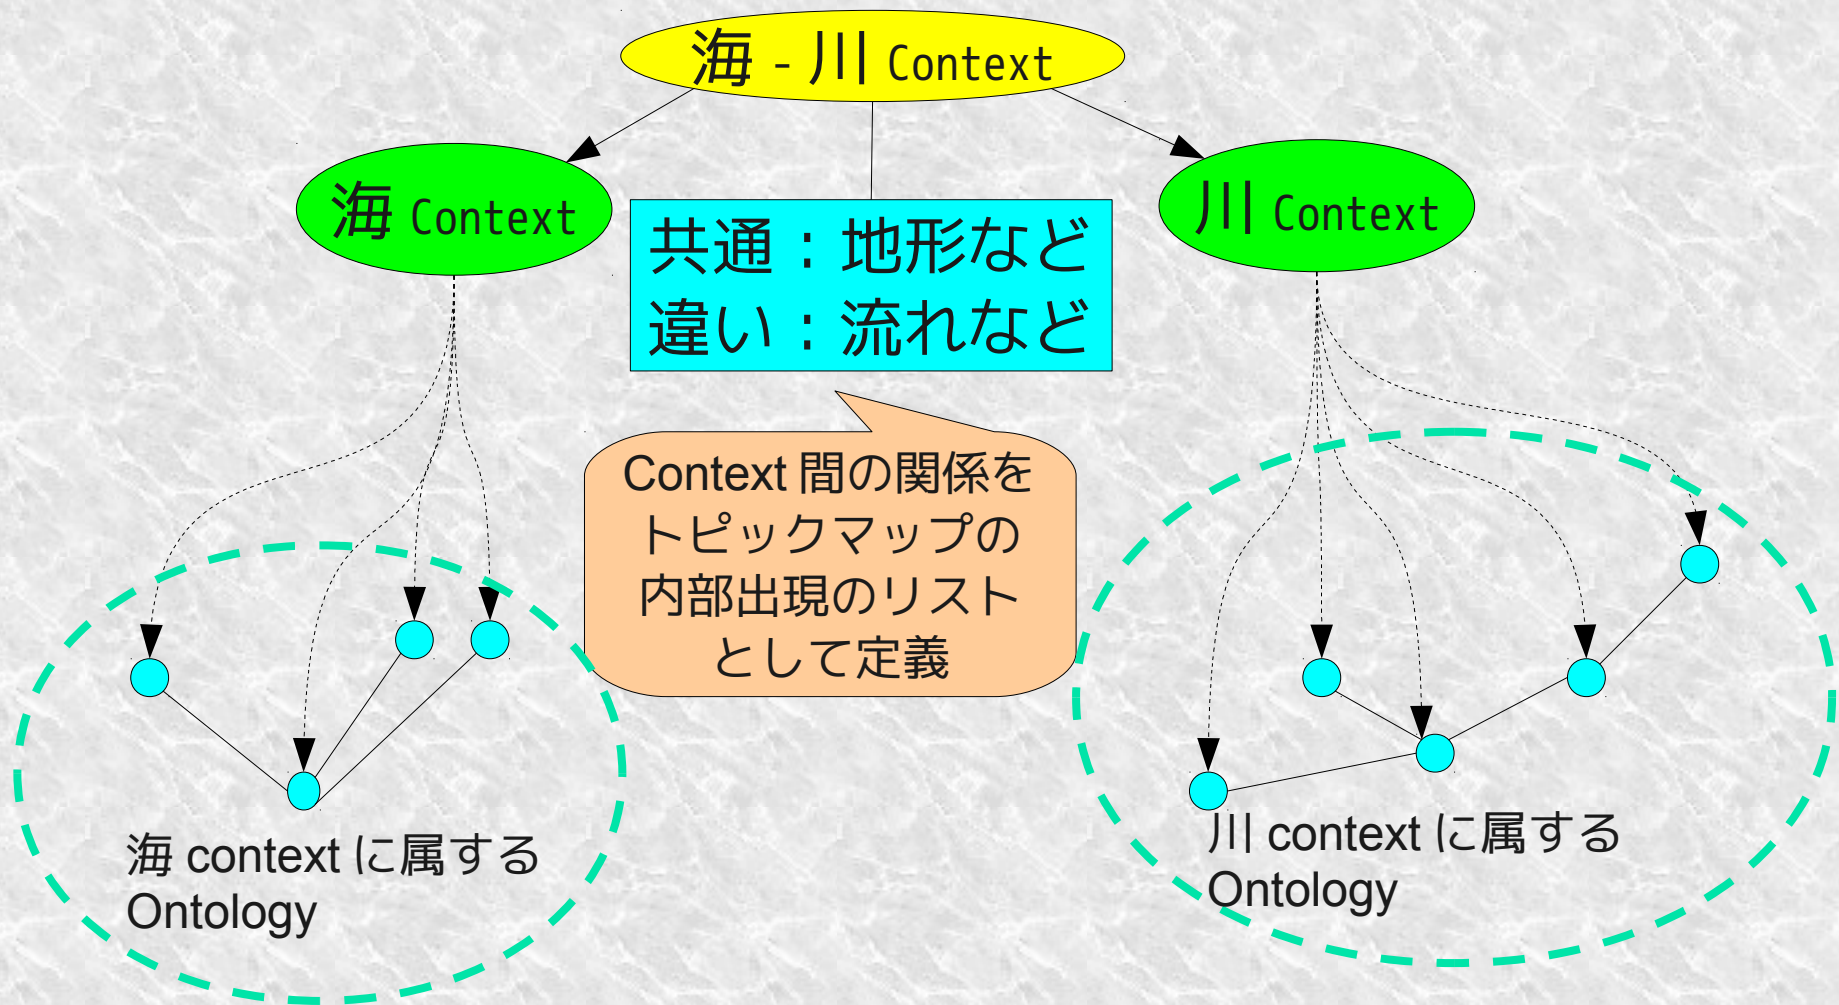 海 - 川 Context
海 Context
川 Context
共通：地形など
違い：流れなど
Context 間の関係を
トピックマップの
内部出現のリスト
として定義
海 context に属する
Ontology
川 context に属する
Ontology